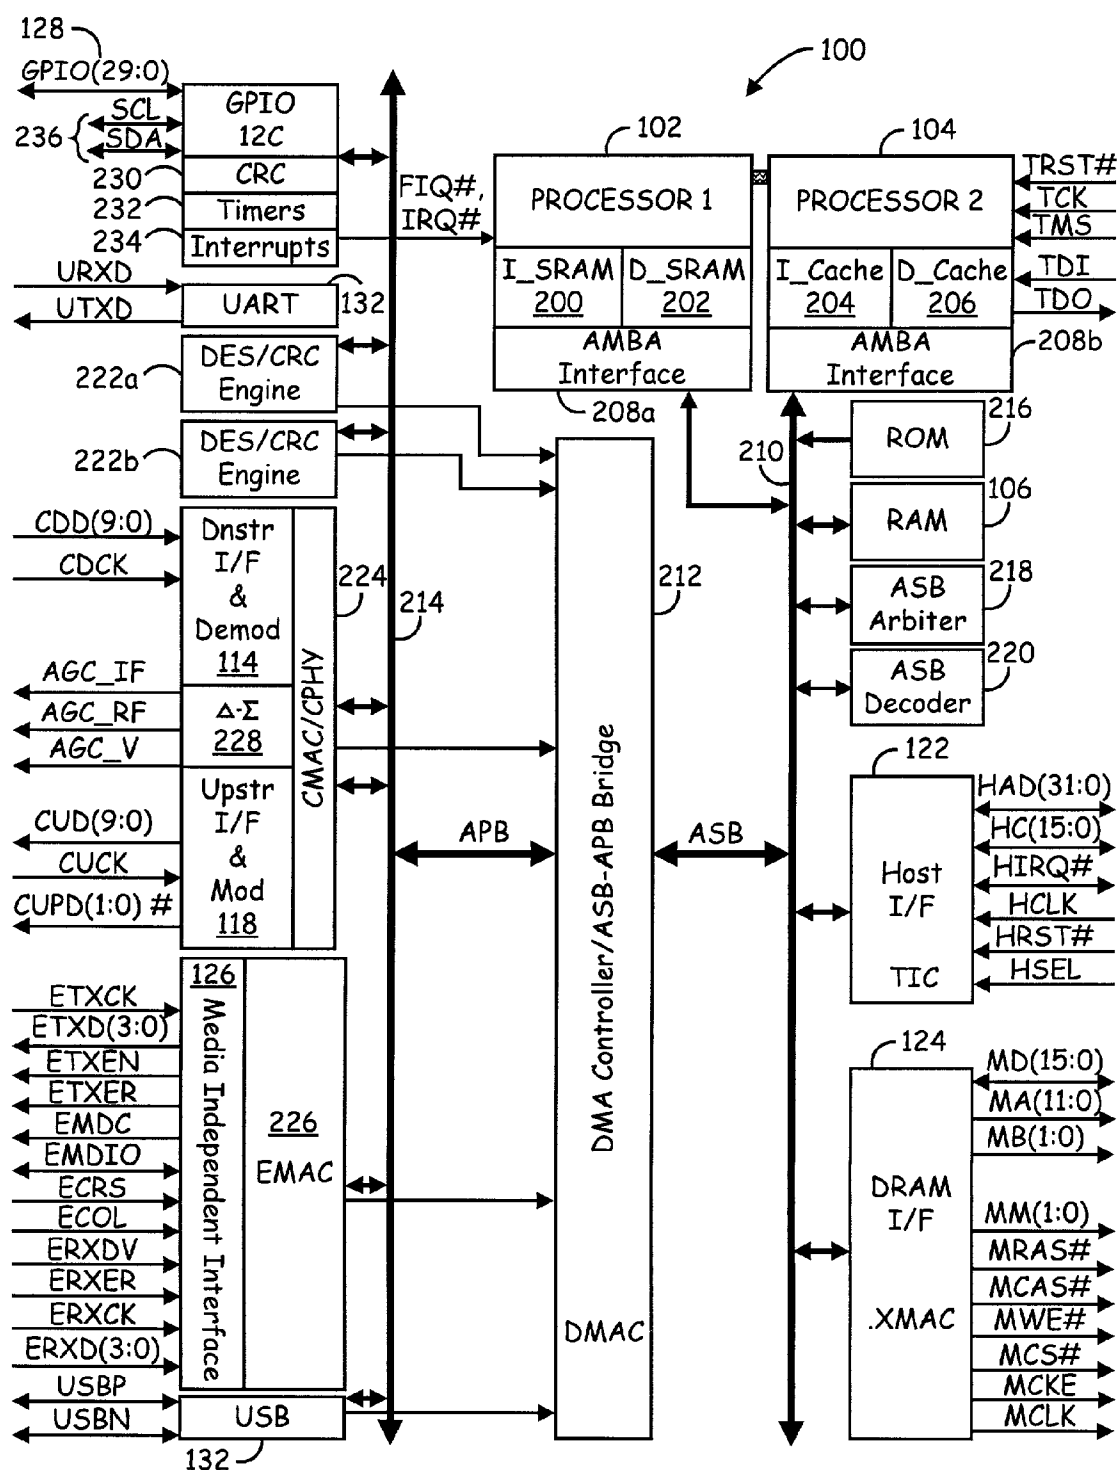 128
GPIO(29:0)
SCL
236
SDA
GPIO
12C
230
CRC
232
Timers
234
Interrupts
FIQ#,
IRQ#
100
102
PROCESSOR 1
I_SRAM
200
D_SRAM
202
AMBA
Interface
208a
104
PROCESSOR 2
I_Cache
204
D_Cache
206
AMBA
Interface
208b
TRST#
TCK
TMS
TDI
TDO
URXD
UTXD
UART
132
222a
DES/CRC
Engine
222b
DES/CRC
Engine
210
ROM
216
RAM
106
ASB
Arbiter
218
ASB
Decoder
220
CDD(9:0)
CDCK
Dnstr
I/F
&
Demod
114
224
214
212
AGC_IF
AGC_RF
AGC_V
Δ-Σ
228
CMAC/CPHY
CUD(9:0)
CUCK
CUPD(1:0) #
Upstr
I/F
&
Mod
118
APB
DMA Controller/ASB-APB Bridge
DMAC
ASB
122
Host
I/F
TIC
HAD(31:0)
HC(15:0)
HIRQ#
HCLK
HRST#
HSEL
ETXCK
ETXD(3:0)
ETXEN
ETXER
EMDC
EMDIO
ECRS
ECOL
ERXDV
ERXER
ERXCK
ERXD(3:0)
126
Media Independent Interface
226
EMAC
USBP
USBN
USB
132
124
DRAM
I/F
.XMAC
MD(15:0)
MA(11:0)
MB(1:0)
MM(1:0)
MRAS#
MCAS#
MWE#
MCS#
MCKE
MCLK